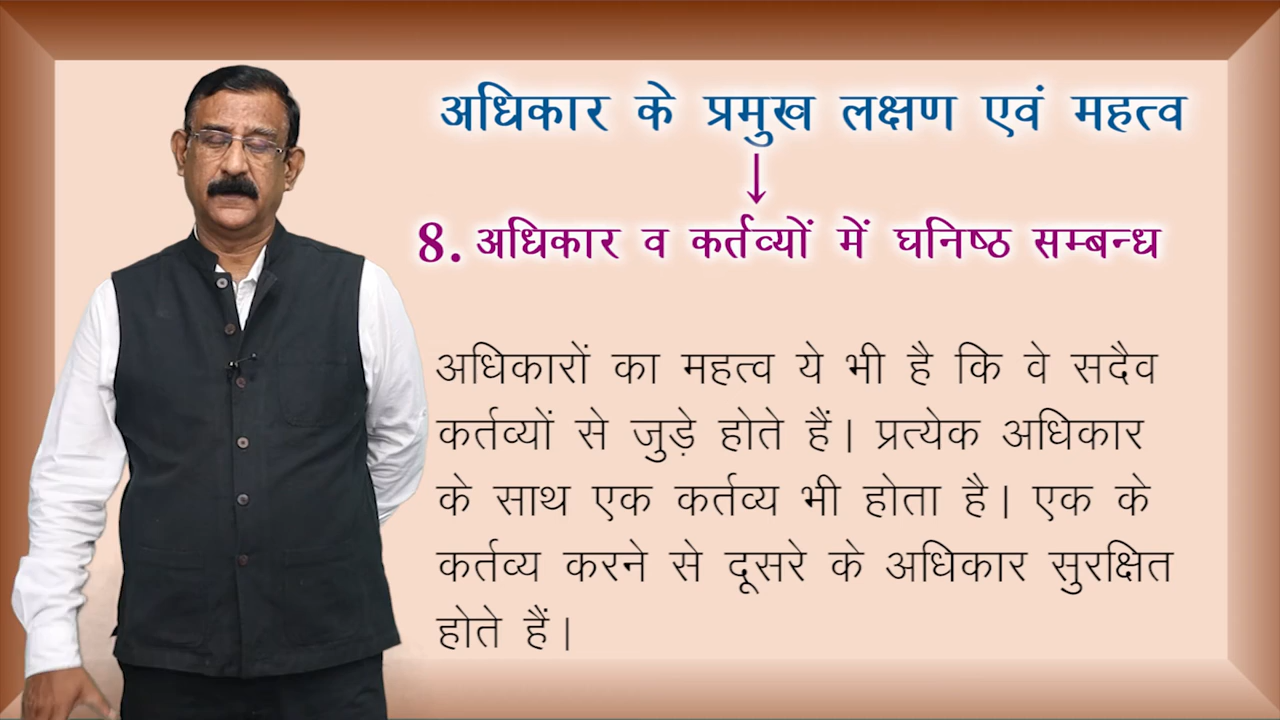 अधिकार के प्रमुख लक्षण एवं महत्व
↓
8. अधिकार व कर्तव्यों में घनिष्ठ सम्बन्ध
अधिकारों का महत्व ये भी है कि वे सदैव
कर्तव्यों से जुड़े होते हैं। प्रत्येक अधिकार
के साथ एक कर्तव्य भी होता है। एक के
कर्तव्य करने से दूसरे के अधिकार सुरक्षित
होते हैं।